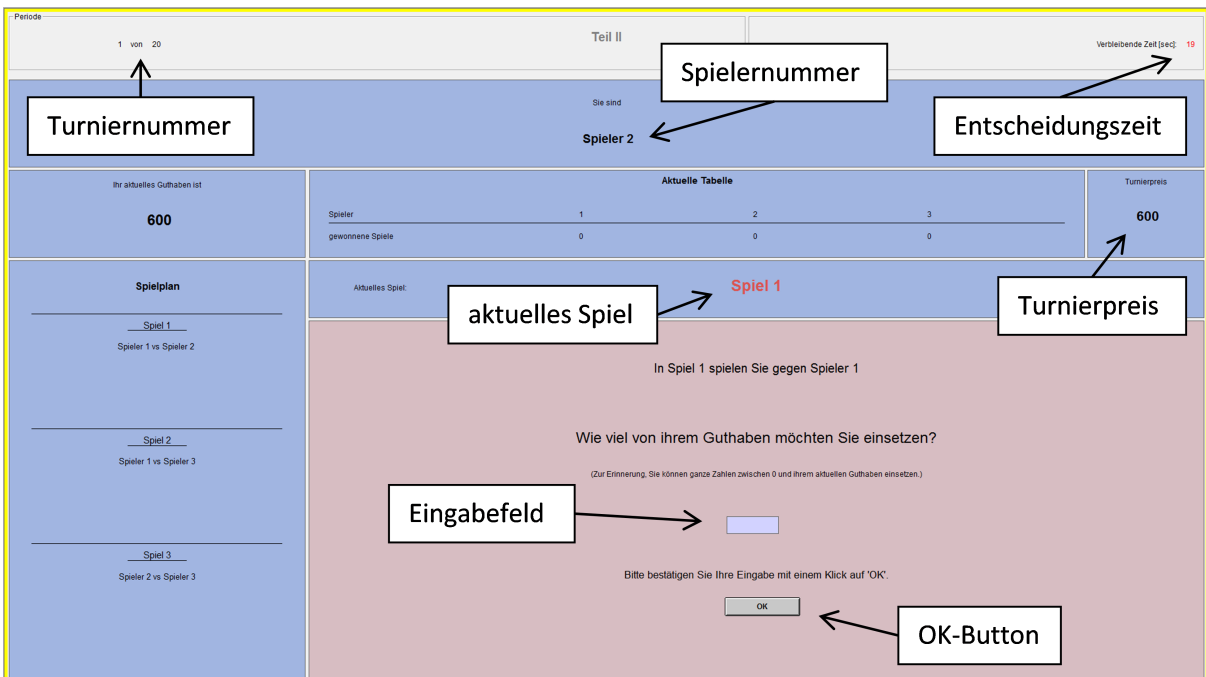 Periode
1 von 20
Teil II
Verbleibende Zeit [sec]: 19
Spielernummer
Turniernummer
Entscheidungszeit
Sie sind
Spieler 2
Ihr aktuelles Guthaben ist
600
Aktuelle Tabelle
Spieler 1 2 3
gewonnene Spiele 0 0 0
Turnierpreis
600
Spielplan
Spiel 1
Spieler 1 vs Spieler 2
Spiel 2
Spieler 1 vs Spieler 3
Spiel 3
Spieler 2 vs Spieler 3
Aktuelles Spiel:
Spiel 1
aktuelles Spiel
Turnierpreis
In Spiel 1 spielen Sie gegen Spieler 1
Wie viel von ihrem Guthaben möchten Sie einsetzen?
(Zur Erinnerung, Sie können ganze Zahlen zwischen 0 und ihrem aktuellen Guthaben einsetzen.)
Eingabefeld
Bitte bestätigen Sie Ihre Eingabe mit einem Klick auf 'OK'.
OK
OK-Button